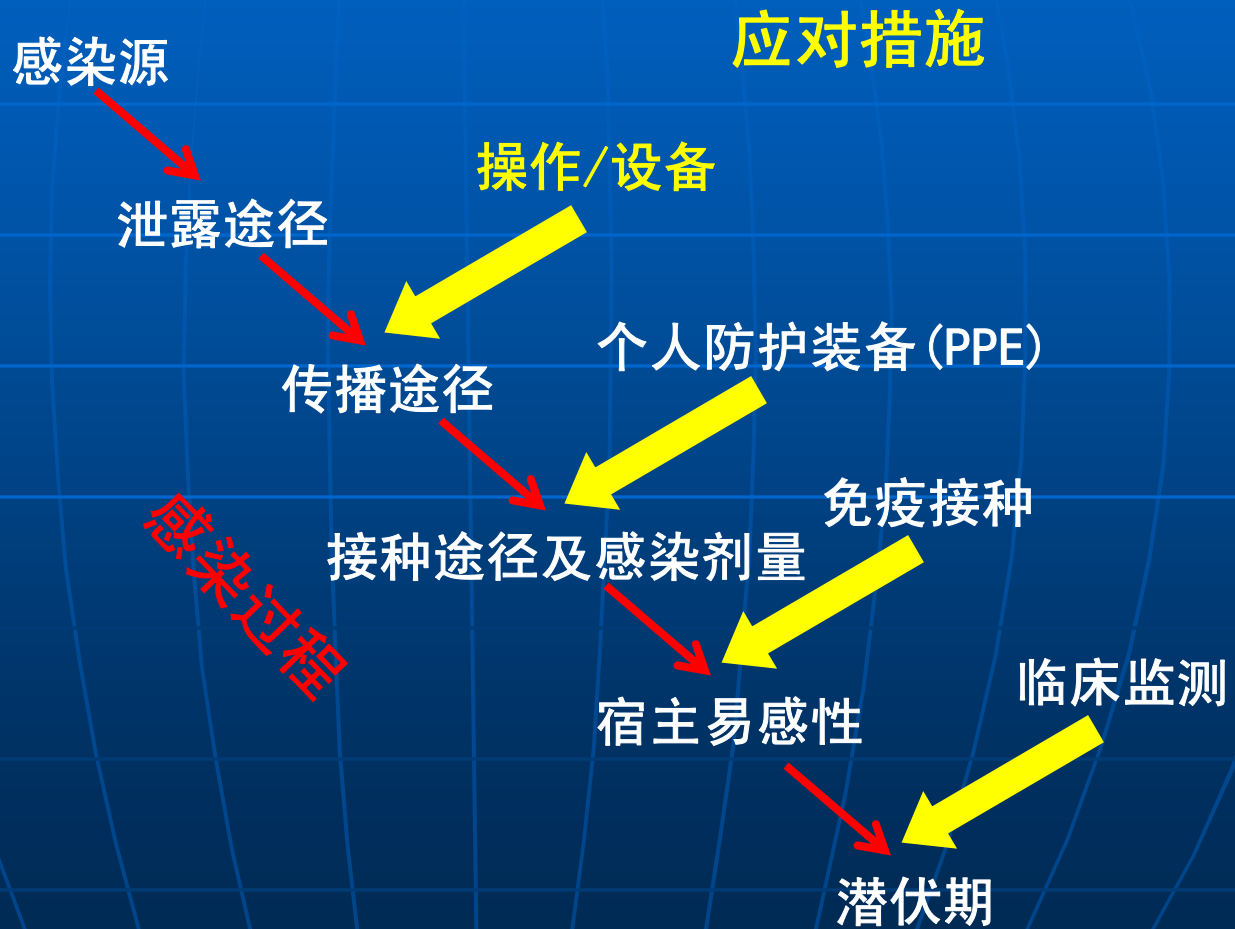 应对措施
感染源
操作/设备
泄露途径
个人防护装备(PPE)
传播途径
免疫接种
接种途径及感染剂量
感染过程
临床监测
宿主易感性
潜伏期